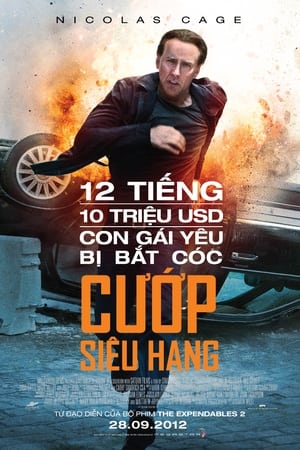 NICOLAS CAGE
12 TIẾNG
10 TRIỆU USD
CON GÁI YÊU
BỊ BẮT CÓC
CƯỚP
SIÊU HẠNG
TỪ ĐẠO DIỄN CỦA BỘ PHIM THE EXPENDABLES 2
28.09.2012
MEGASTAR